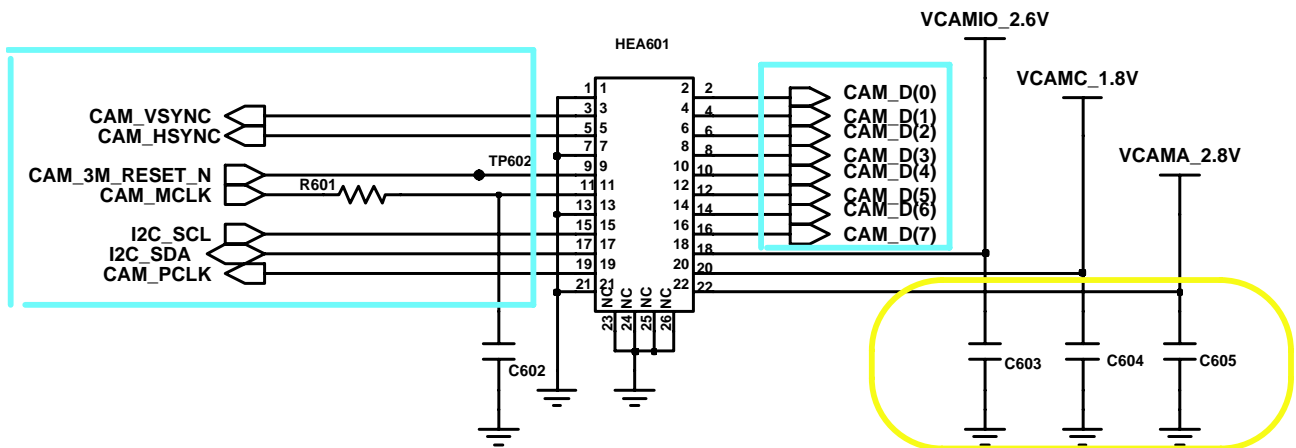 VCAMIO_2.6V
HEA601
VCAMC_1.8V
VCAMA_2.8V
1 1 2 2 CAM_D(0)
CAM_VSYNC 3 3 4 4 CAM_D(1)
CAM_HSYNC 5 5 6 6 CAM_D(2)
7 7 8 8 CAM_D(3)
CAM_3M_RESET_N TP602 9 9 10 10 CAM_D(4)
CAM_MCLK R601 11 11 12 12 CAM_D(5)
13 13 14 14 CAM_D(6)
I2C_SCL 15 15 16 16 CAM_D(7)
I2C_SDA 17 17 18 18
CAM_PCLK 19 19 20 20
21 21 22 22
NC NC NC NC
23 24 25 26
C602 C603 C604 C605